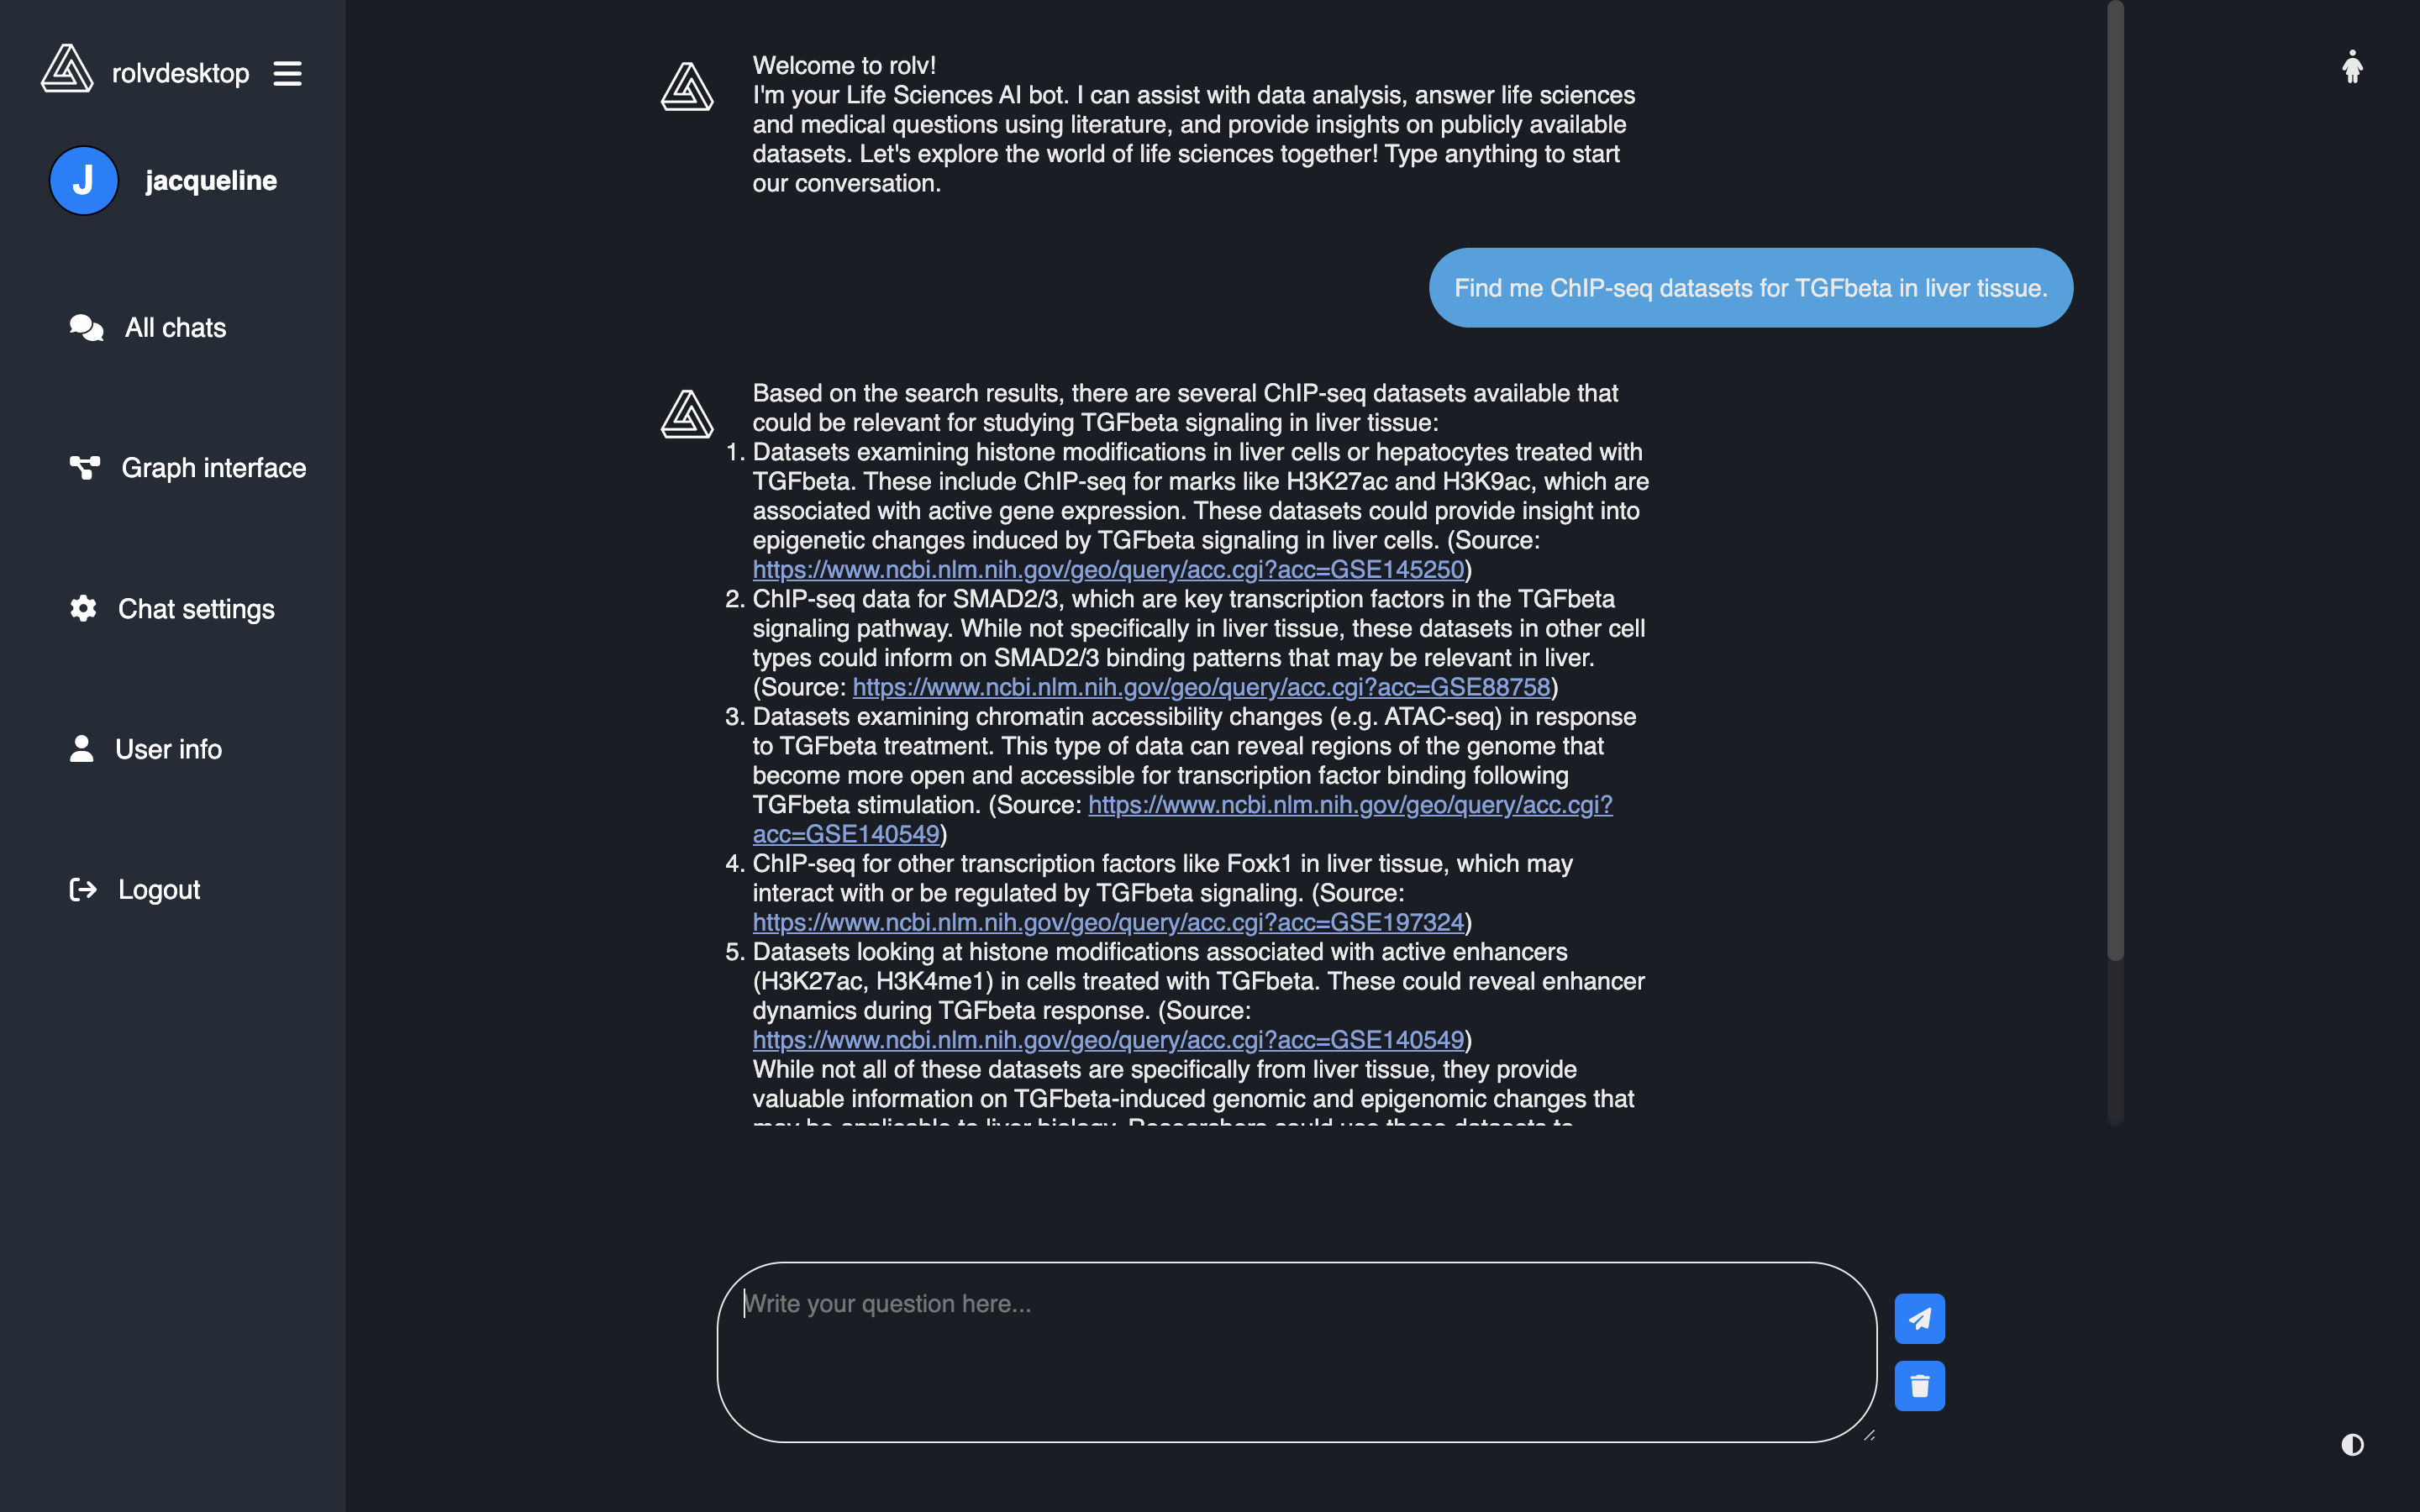 rolvdesktop
J
jacqueline
All chats
Graph interface
Chat settings
User info
Logout
Welcome to rolv!
I'm your Life Sciences AI bot. I can assist with data analysis, answer life sciences
and medical questions using literature, and provide insights on publicly available
datasets. Let's explore the world of life sciences together! Type anything to start
our conversation.
Find me ChIP-seq datasets for TGFbeta in liver tissue.
Based on the search results, there are several ChIP-seq datasets available that
could be relevant for studying TGFbeta signaling in liver tissue:
1. Datasets examining histone modifications in liver cells or hepatocytes treated with
TGFbeta. These include ChIP-seq for marks like H3K27ac and H3K9ac, which are
associated with active gene expression. These datasets could provide insight into
epigenetic changes induced by TGFbeta signaling in liver cells. (Source:
https://www.ncbi.nlm.nih.gov/geo/query/acc.cgi?acc=GSE145250)
2. ChIP-seq data for SMAD2/3, which are key transcription factors in the TGFbeta
signaling pathway. While not specifically in liver tissue, these datasets in other cell
types could inform on SMAD2/3 binding patterns that may be relevant in liver.
(Source: https://www.ncbi.nlm.nih.gov/geo/query/acc.cgi?acc=GSE88758)
3. Datasets examining chromatin accessibility changes (e.g. ATAC-seq) in response
to TGFbeta treatment. This type of data can reveal regions of the genome that
become more open and accessible for transcription factor binding following
TGFbeta stimulation. (Source: https://www.ncbi.nlm.nih.gov/geo/query/acc.cgi?
acc=GSE140549)
4. ChIP-seq for other transcription factors like Foxk1 in liver tissue, which may
interact with or be regulated by TGFbeta signaling. (Source:
https://www.ncbi.nlm.nih.gov/geo/query/acc.cgi?acc=GSE197324)
5. Datasets looking at histone modifications associated with active enhancers
(H3K27ac, H3K4me1) in cells treated with TGFbeta. These could reveal enhancer
dynamics during TGFbeta response. (Source:
https://www.ncbi.nlm.nih.gov/geo/query/acc.cgi?acc=GSE140549)
While not all of these datasets are specifically from liver tissue, they provide
valuable information on TGFbeta-induced genomic and epigenomic changes that
may be applicable to liver biology. Researchers could use these datasets to
Write your question here...